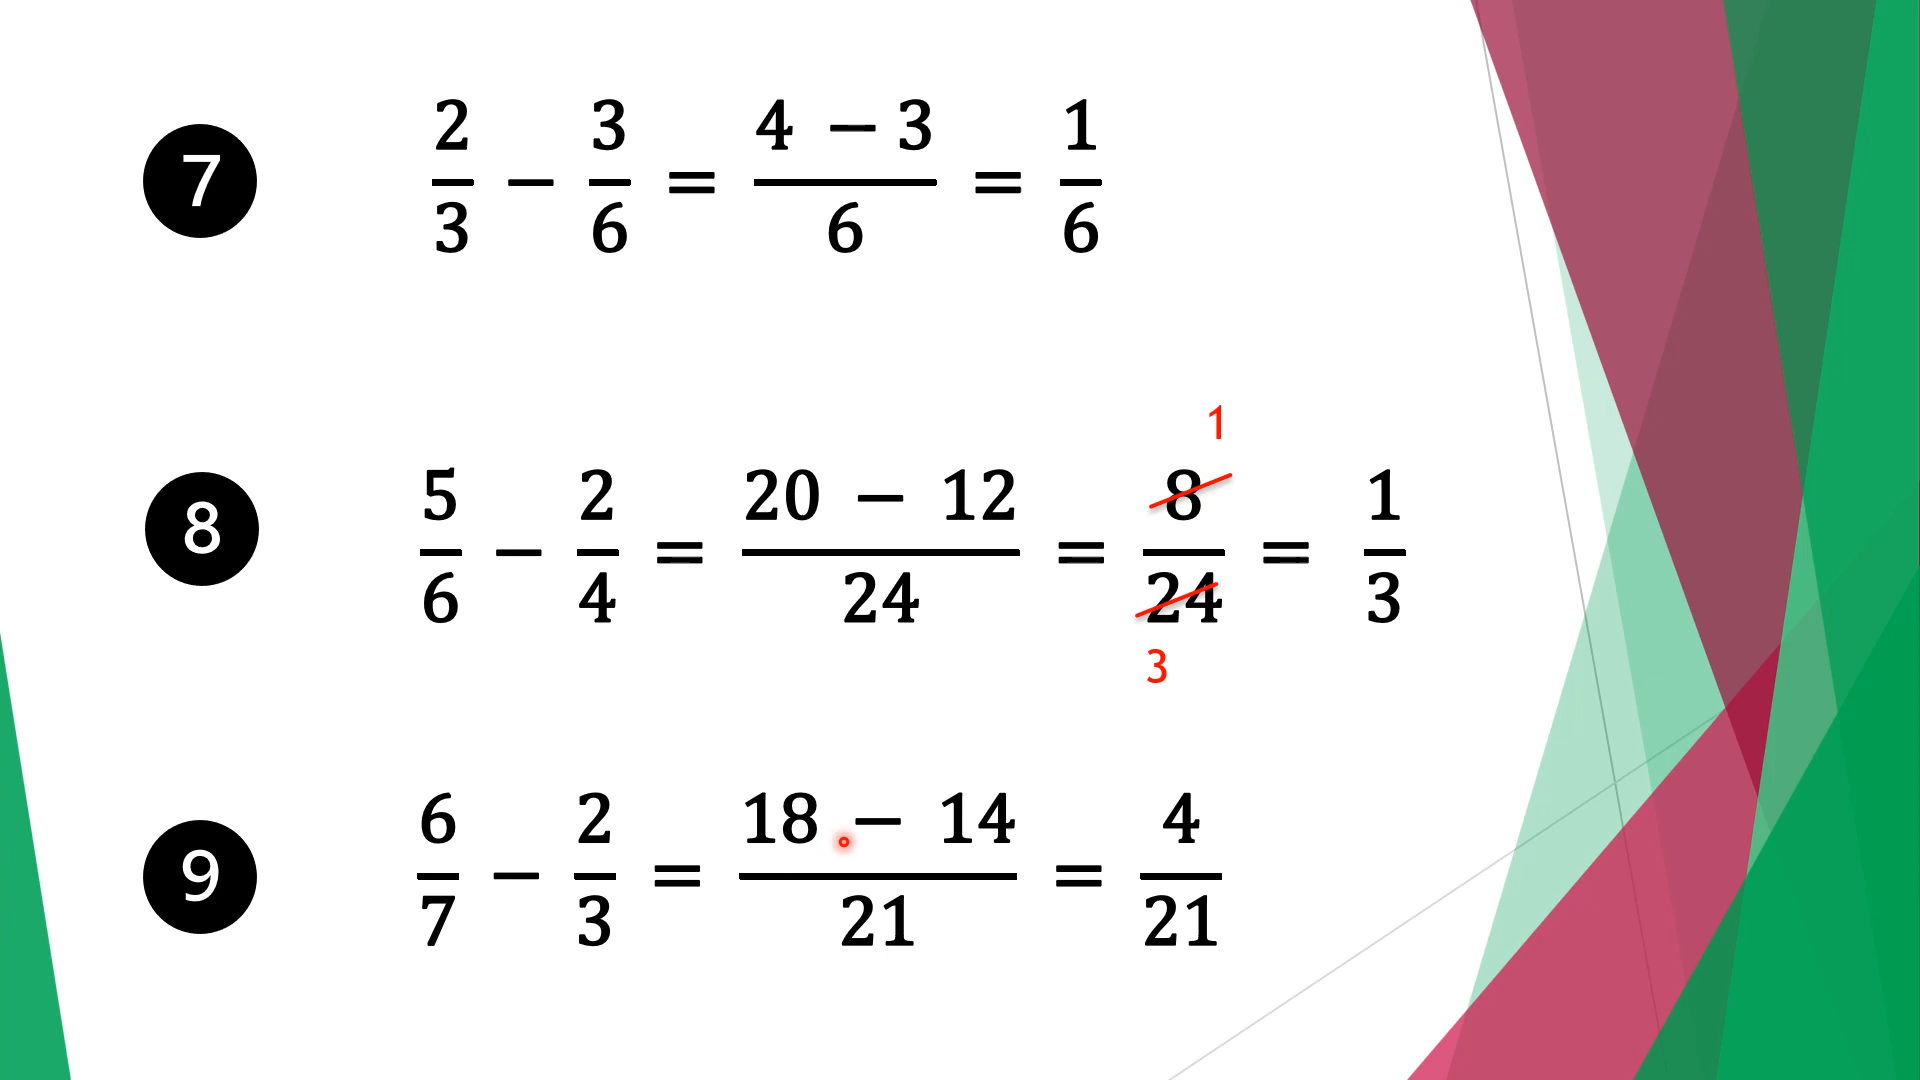 7 2/3 − 3/6 = 4 − 3/6 = 1/6
1
8 5/6 − 2/4 = 20 − 12/24 = 8/24 = 1/3
3
9 6/7 − 2/3 = 18 − 14/21 = 4/21